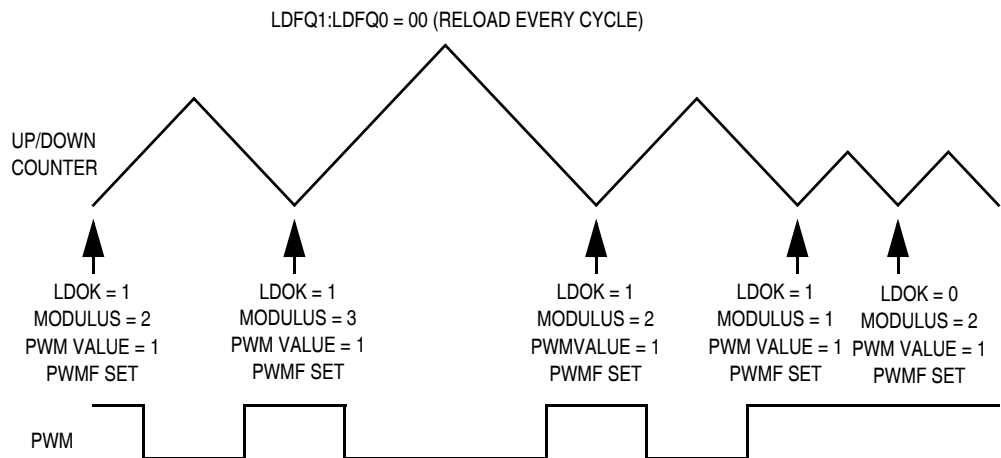 LDFQ1:LDFQ0 = 00 (RELOAD EVERY CYCLE)
UP/DOWN
COUNTER
LDOK = 1
MODULUS = 2
PWM VALUE = 1
PWMF SET
LDOK = 1
MODULUS = 3
PWM VALUE = 1
PWMF SET
LDOK = 1
MODULUS = 2
PWMVALUE = 1
PWMF SET
LDOK = 1
MODULUS = 1
PWM VALUE = 1
PWMF SET
LDOK = 0
MODULUS = 2
PWM VALUE = 1
PWMF SET
PWM